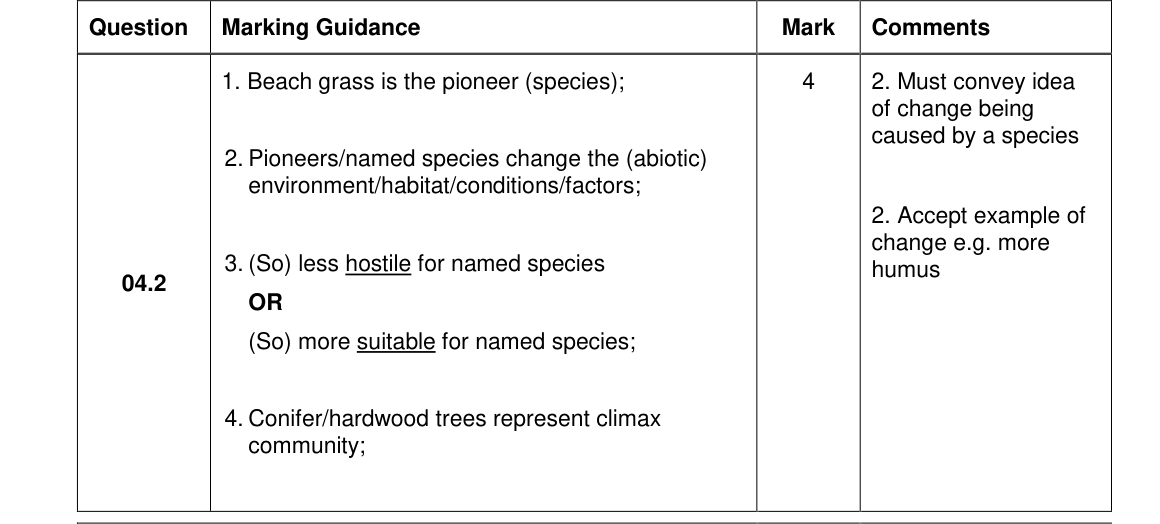 Question Marking Guidance Mark Comments
1. Beach grass is the pioneer (species);
2. Pioneers/named species change the (abiotic)
environment/habitat/conditions/factors;
3. (So) less hostile for named species
OR
(So) more suitable for named species;
4. Conifer/hardwood trees represent climax
community;
04.2
4
2. Must convey idea
of change being
caused by a species
2. Accept example of
change e.g. more
humus